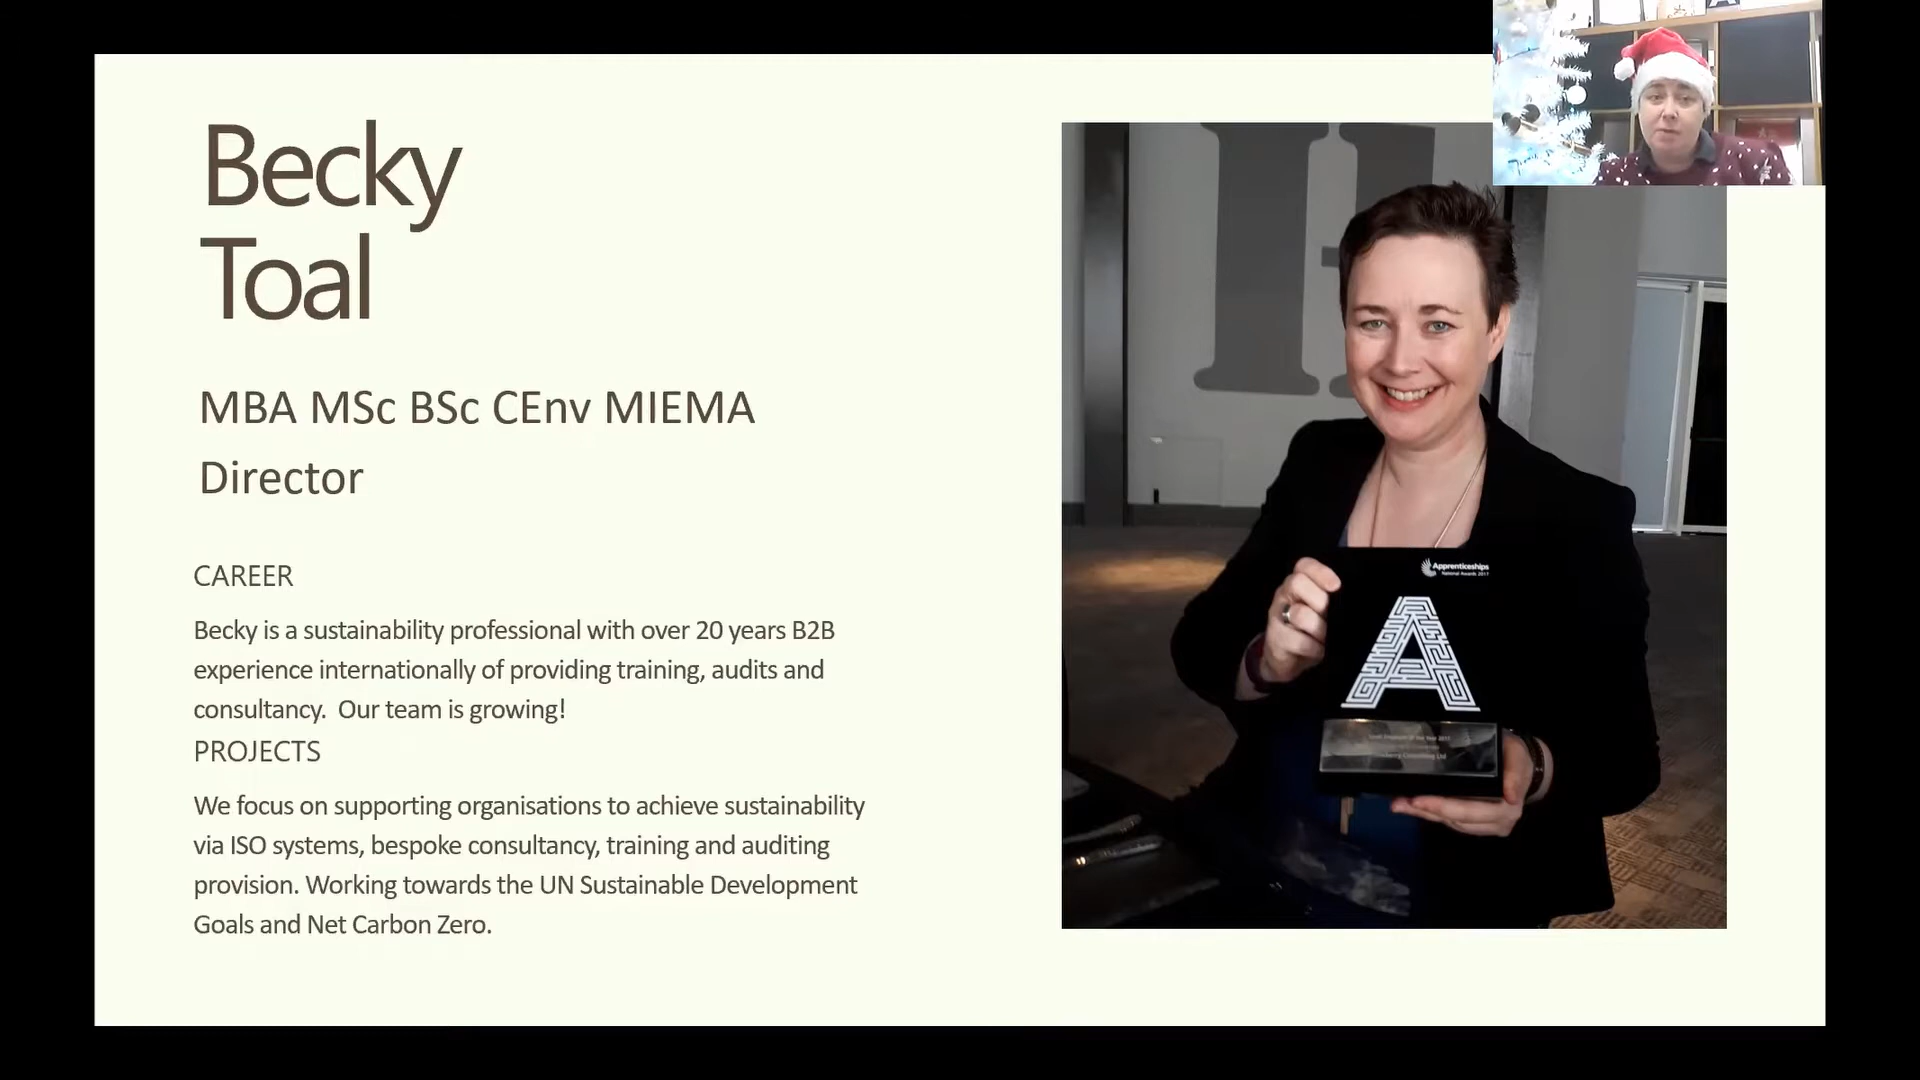 Becky
Toal
MBA MSc BSc CEnv MIEMA
Director
CAREER
Becky is a sustainability professional with over 20 years B2B
experience internationally of providing training, audits and
consultancy.  Our team is growing!
PROJECTS
We focus on supporting organisations to achieve sustainability
via ISO systems, bespoke consultancy, training and auditing
provision. Working towards the UN Sustainable Development
Goals and Net Carbon Zero.
Apprenticeships
National Awards 2017
A